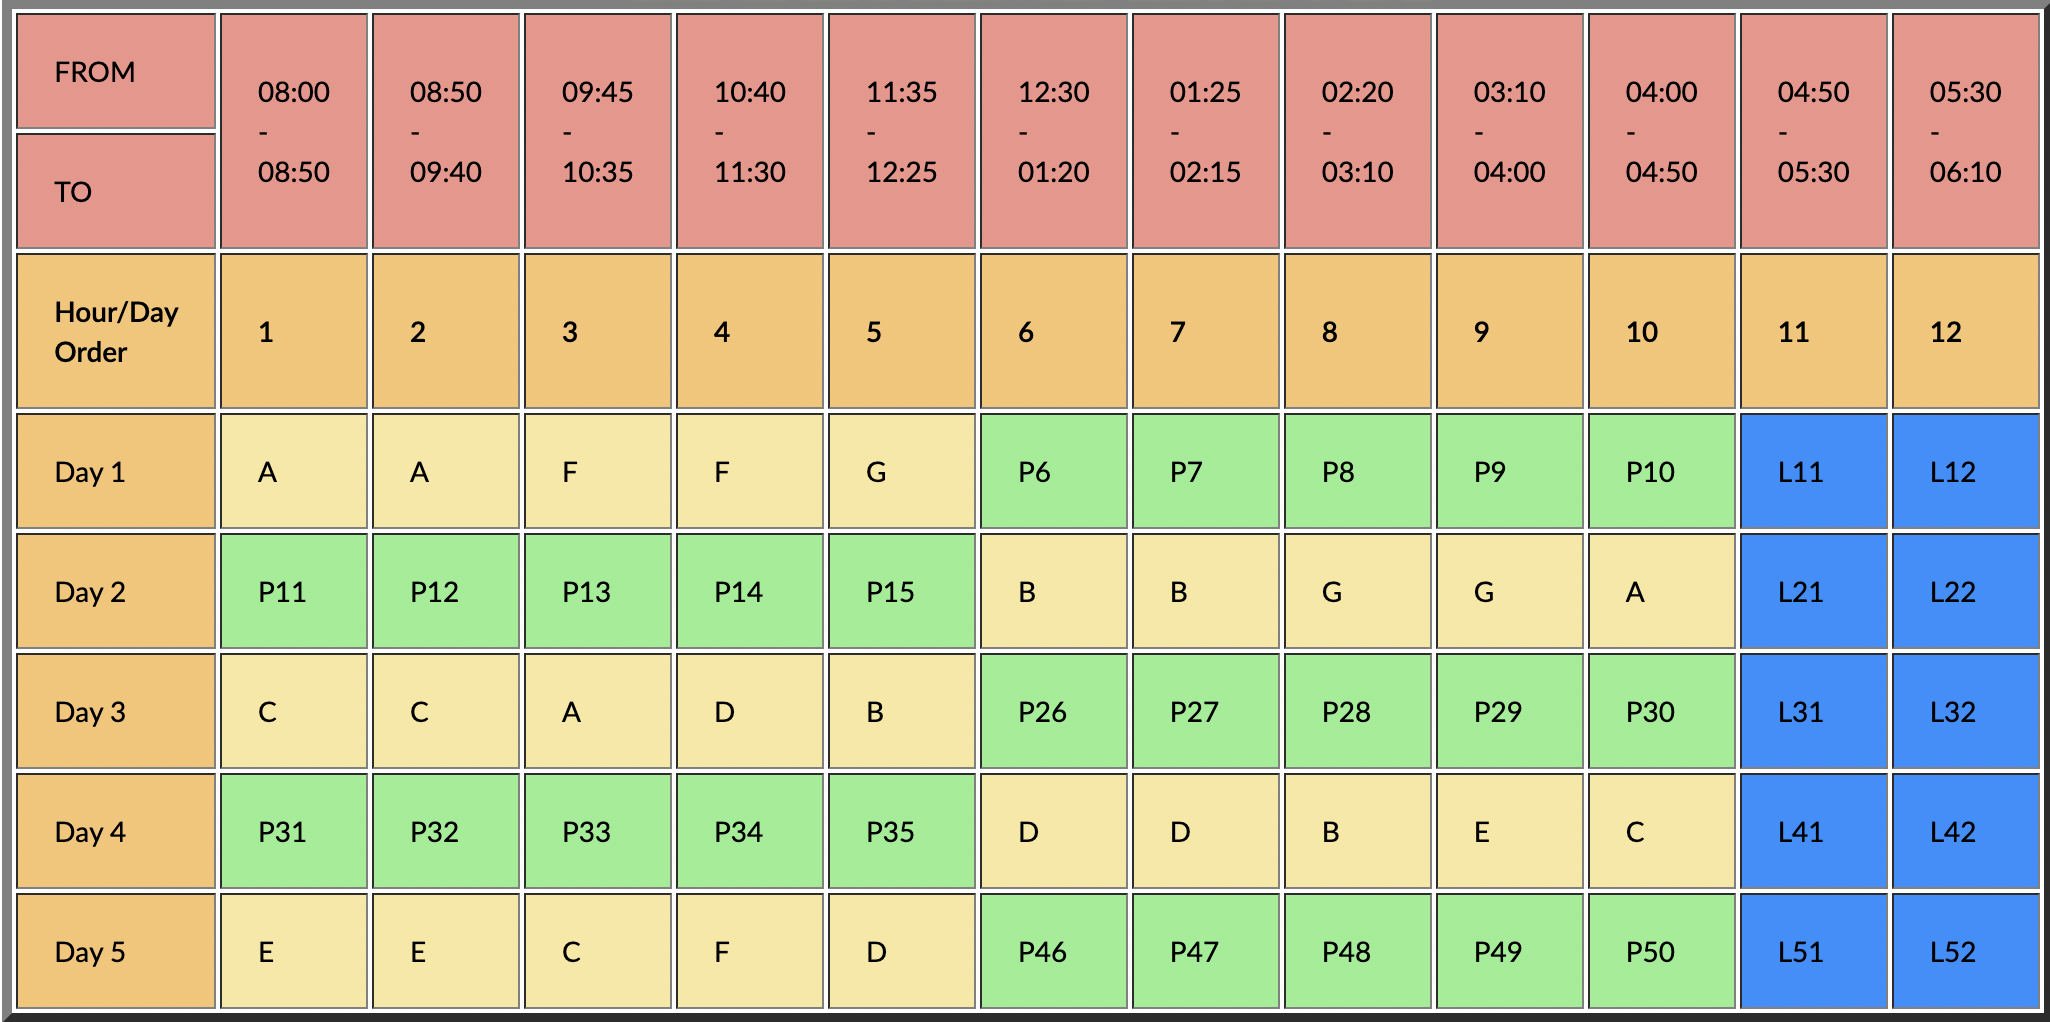 FROM
TO
08:00 - 08:50
08:50 - 09:40
09:45 - 10:35
10:40 - 11:30
11:35 - 12:25
12:30 - 01:20
01:25 - 02:15
02:20 - 03:10
03:10 - 04:00
04:00 - 04:50
04:50 - 05:30
05:30 - 06:10
Hour/Day Order 1 2 3 4 5 6 7 8 9 10 11 12
Day 1 A A F F G P6 P7 P8 P9 P10 L11 L12
Day 2 P11 P12 P13 P14 P15 B B G G A L21 L22
Day 3 C C A D B P26 P27 P28 P29 P30 L31 L32
Day 4 P31 P32 P33 P34 P35 D D B E C L41 L42
Day 5 E E C F D P46 P47 P48 P49 P50 L51 L52